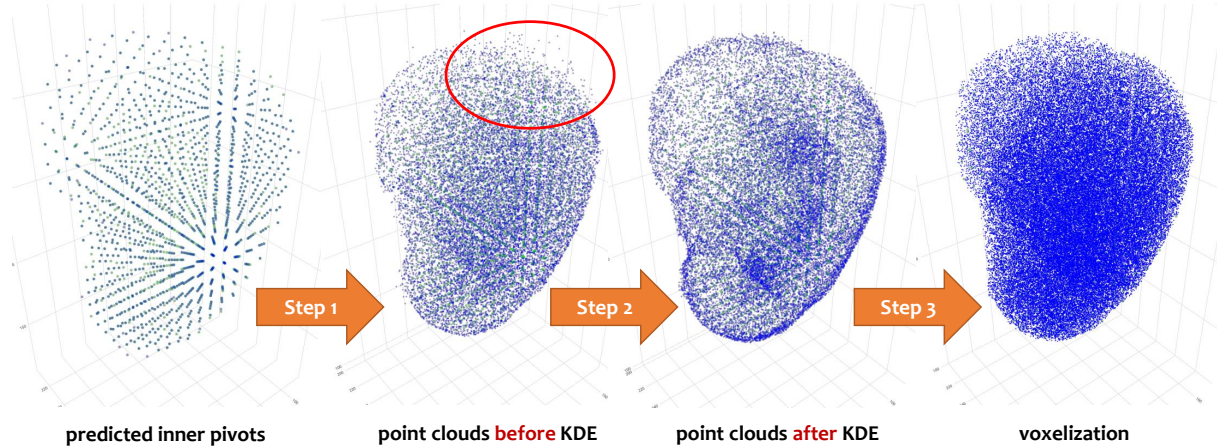 Step 1
Step 2
Step 3
predicted inner pivots
point clouds before KDE
point clouds after KDE
voxelization